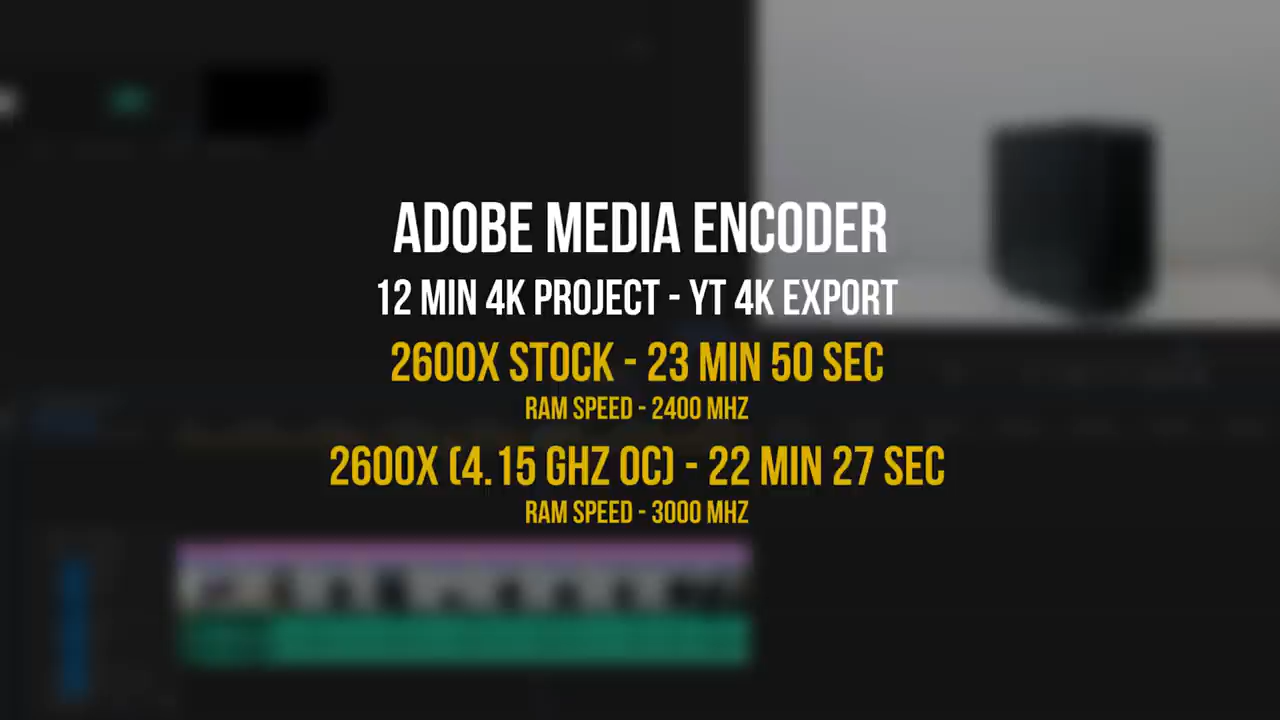 ADOBE MEDIA ENCODER
12 MIN 4K PROJECT - YT 4K EXPORT
2600X STOCK - 23 MIN 50 SEC
RAM SPEED - 2400 MHZ
2600X (4.15 GHZ OC) - 22 MIN 27 SEC
RAM SPEED - 3000 MHZ